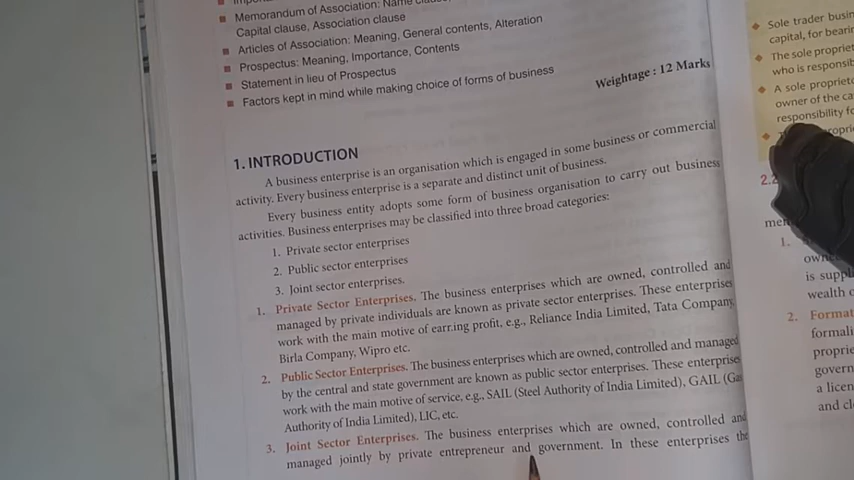 Memorandum of Association: Name clause,
Capital clause, Association clause
Articles of Association: Meaning, General contents, Alteration
Prospectus: Meaning, Importance, Contents
Statement in lieu of Prospectus
Factors kept in mind while making choice of forms of business
Weightage : 12 Marks
1. INTRODUCTION
A business enterprise is an organisation which is engaged in some business or commercial
activity. Every business enterprise is a separate and distinct unit of business.
Every business entity adopts some form of business organisation to carry out business
activities. Business enterprises may be classified into three broad categories:
1. Private sector enterprises
2. Public sector enterprises
3. Joint sector enterprises.
1. Private Sector Enterprises. The business enterprises which are owned, controlled and
managed by private individuals are known as private sector enterprises. These enterprises
work with the main motive of earning profit, e.g., Reliance India Limited, Tata Company,
Birla Company, Wipro etc.
2. Public Sector Enterprises. The business enterprises which are owned, controlled and managed
by the central and state government are known as public sector enterprises. These enterprise
work with the main motive of service, e.g., SAIL (Steel Authority of India Limited), GAIL (Ga
Authority of India Limited), LIC, etc.
3. Joint Sector Enterprises. The business enterprises which are owned, controlled and
managed jointly by private entrepreneur and government. In these enterprises the
Sole trader busin
capital, for bearin
The sole propriet
who is responsib
A sole proprieto
owner of the ca
responsibility fo
2.2
1.
own
is suppl
wealth o
2. Format
formali
proprie
govern
a licen
and cl